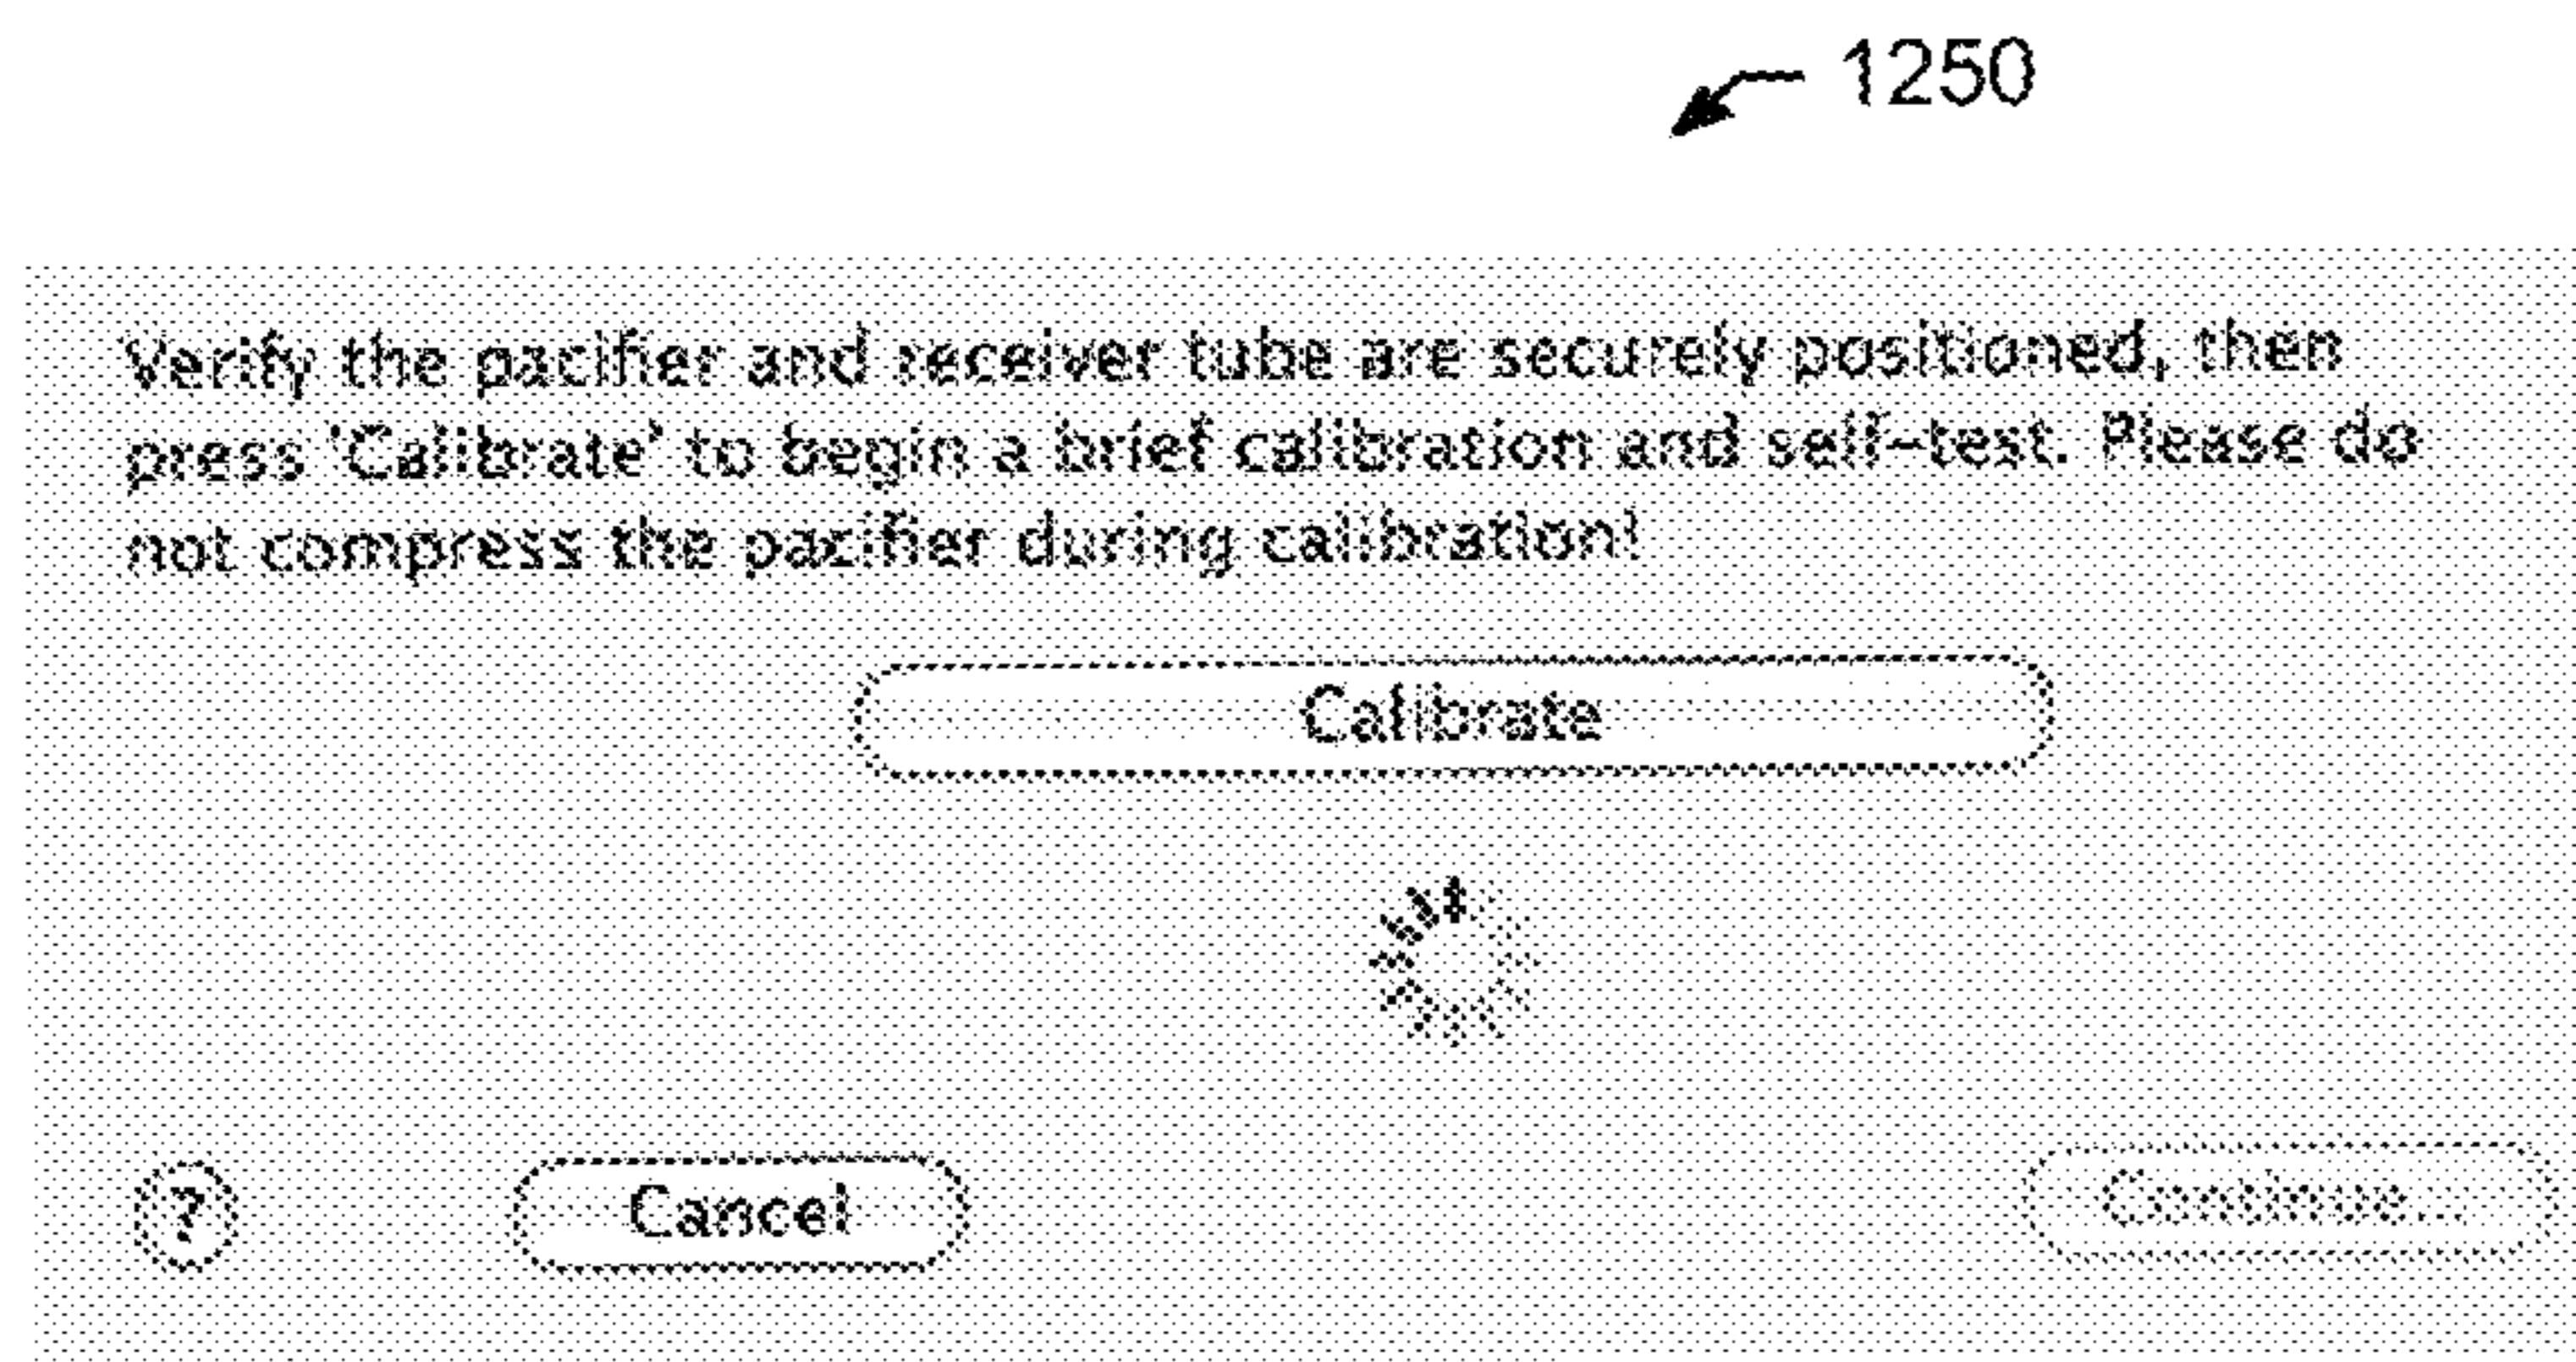 1250
Verify the pacifier and receiver tube are securely positioned, then
press 'Calibrate' to begin a brief calibration and self-test. Please do
not compress the pacifier during calibration!
Calibrate
? Cancel Continue...